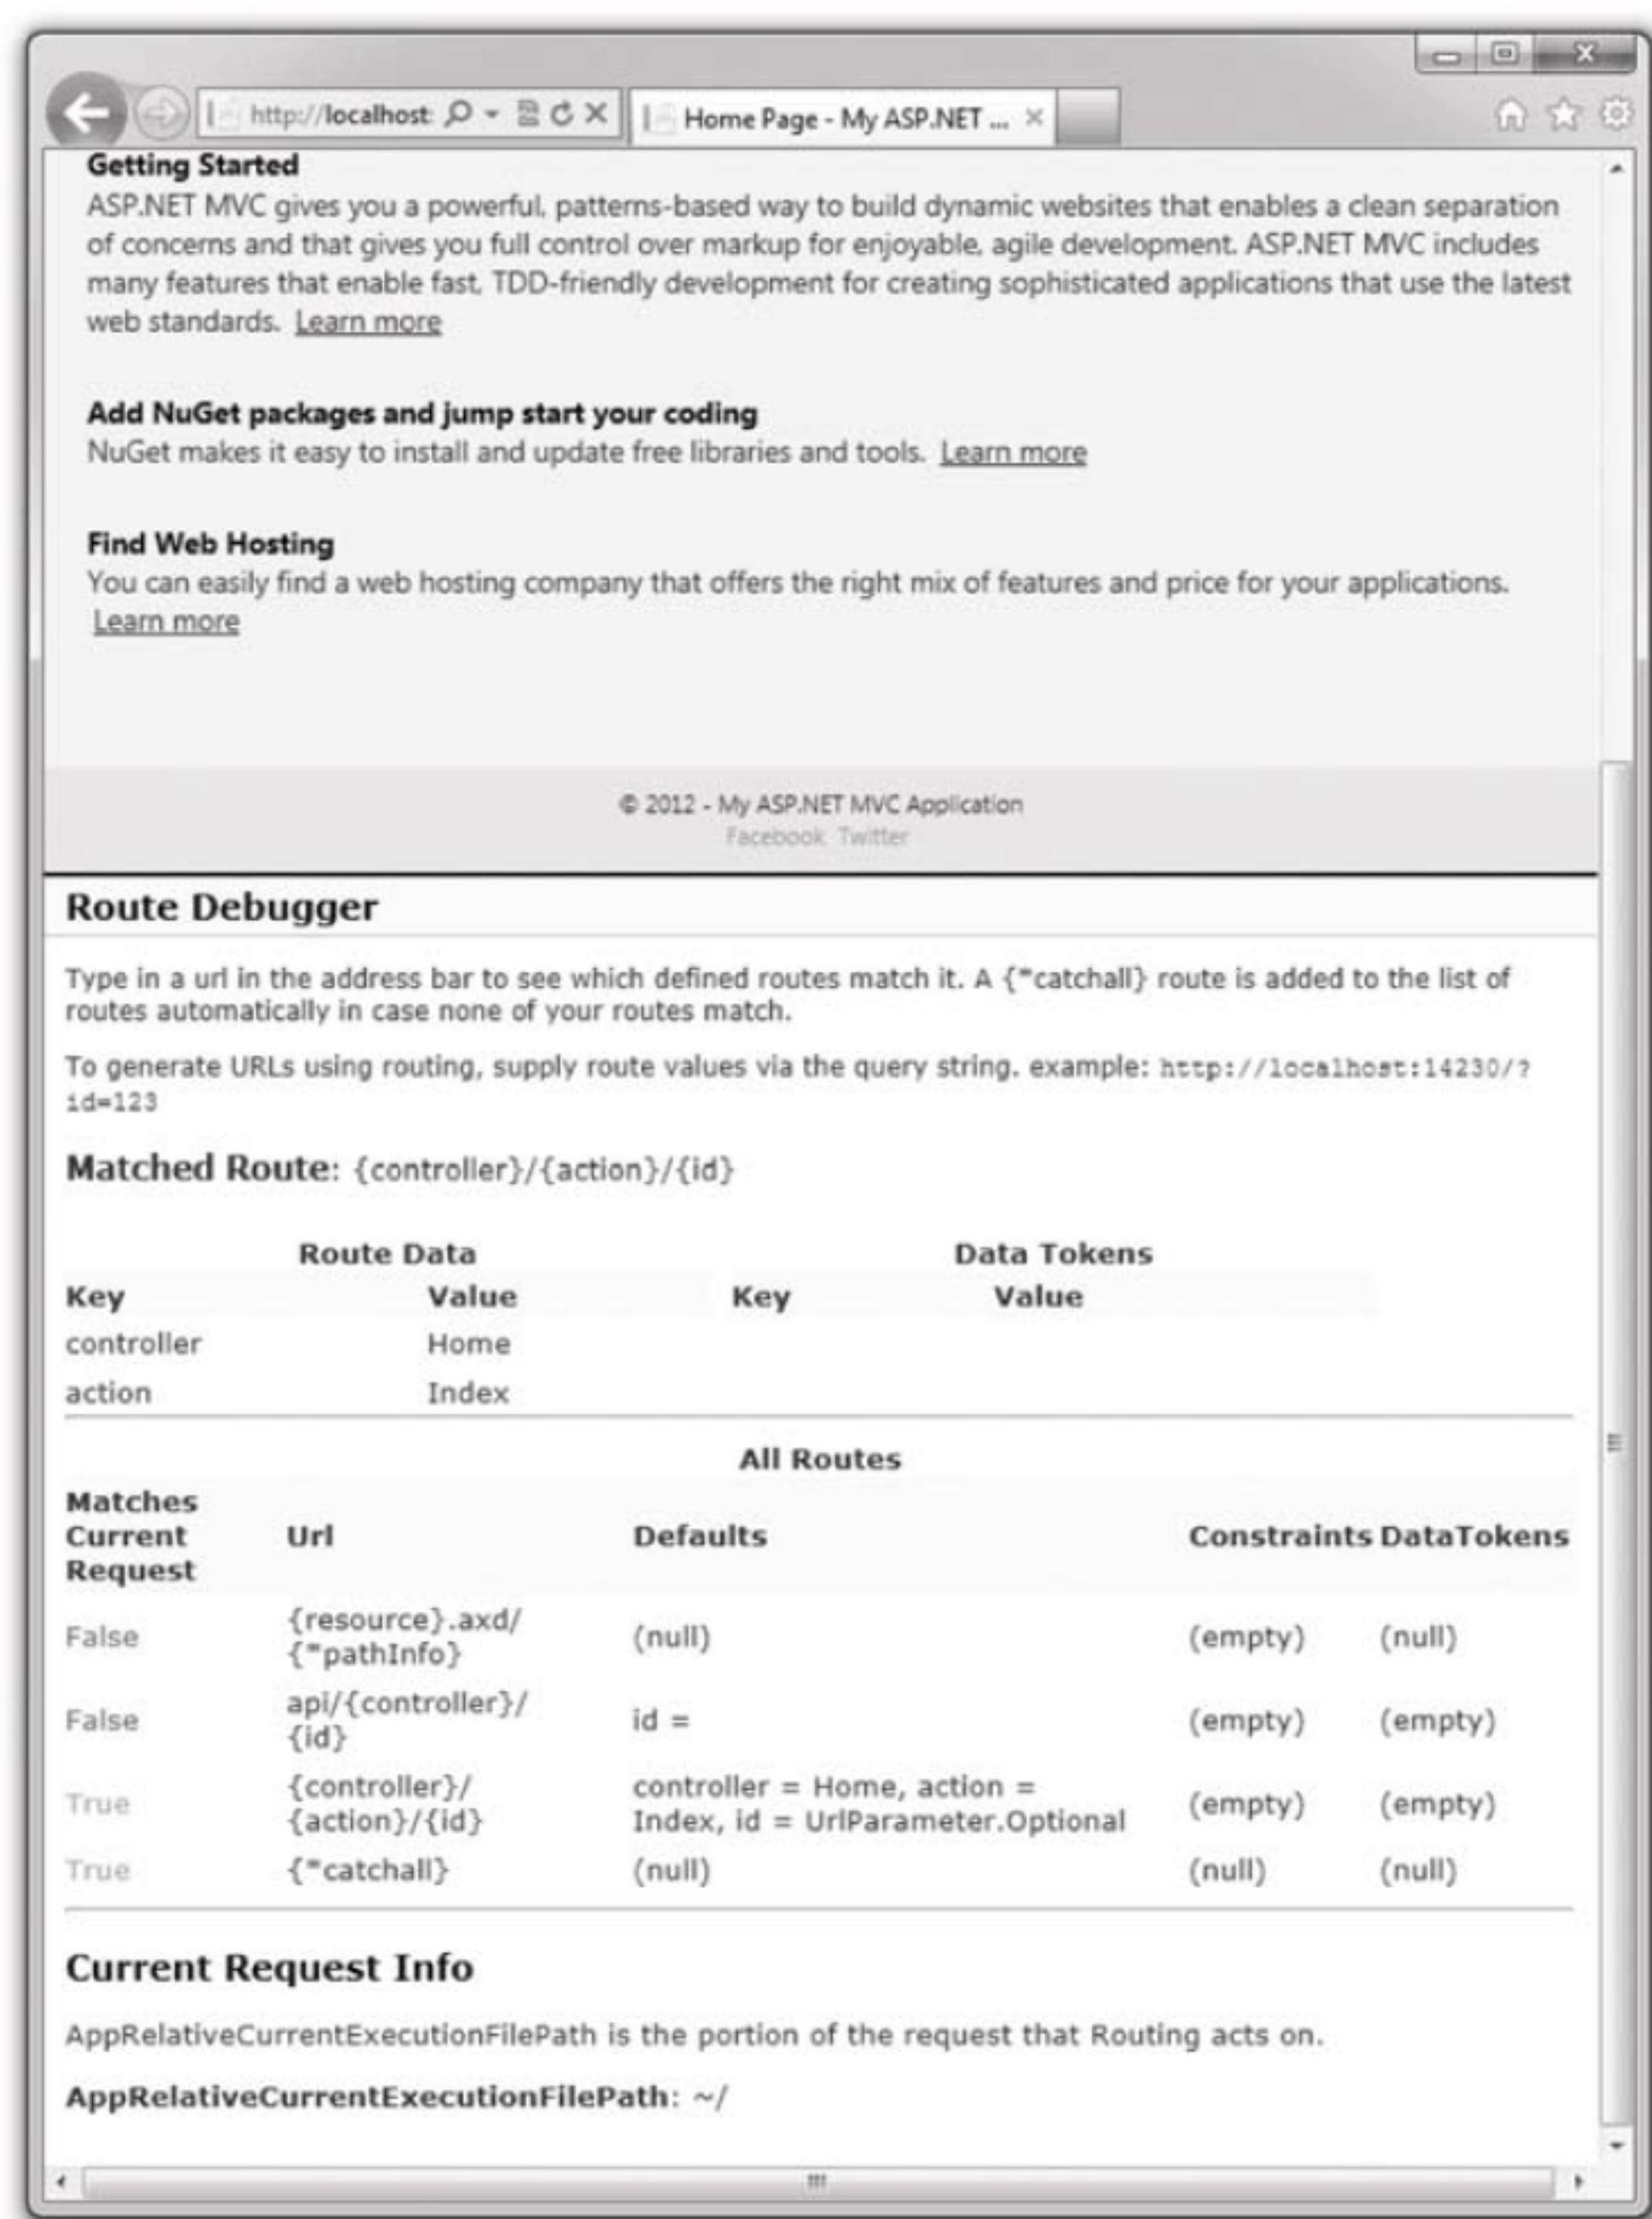 http://localhost:
Home Page - My ASP.NET ...
Getting Started
ASP.NET MVC gives you a powerful, patterns-based way to build dynamic websites that enables a clean separation
of concerns and that gives you full control over markup for enjoyable, agile development. ASP.NET MVC includes
many features that enable fast, TDD-friendly development for creating sophisticated applications that use the latest
web standards. Learn more
Add NuGet packages and jump start your coding
NuGet makes it easy to install and update free libraries and tools. Learn more
Find Web Hosting
You can easily find a web hosting company that offers the right mix of features and price for your applications.
Learn more
© 2012 - My ASP.NET MVC Application
Facebook Twitter
Route Debugger
Type in a url in the address bar to see which defined routes match it. A {*catchall} route is added to the list of
routes automatically in case none of your routes match.
To generate URLs using routing, supply route values via the query string. example: http://localhost:14230/?
id=123
Matched Route: {controller}/{action}/{id}
Route Data Data Tokens
Key Value Key Value
controller Home
action Index
All Routes
Matches
Current Url Defaults Constraints DataTokens
Request
False {resource}.axd/ (null) (empty) (null)
{*pathInfo}
False api/{controller}/ id = (empty) (empty)
{id}
True {controller}/ controller = Home, action = (empty) (empty)
{action}/{id} Index, id = UrlParameter.Optional
True {*catchall} (null) (null) (null)
Current Request Info
AppRelativeCurrentExecutionFilePath is the portion of the request that Routing acts on.
AppRelativeCurrentExecutionFilePath: ~/